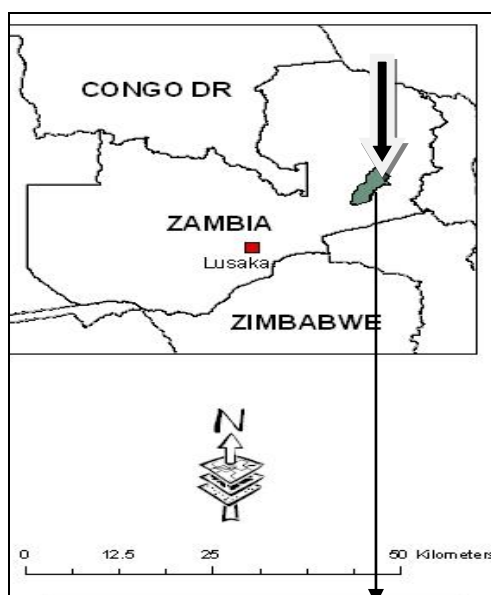 CONGO DR
ZAMBIA
Lusaka
ZIMBABWE
N
0 12.5 25 50 Kilometers